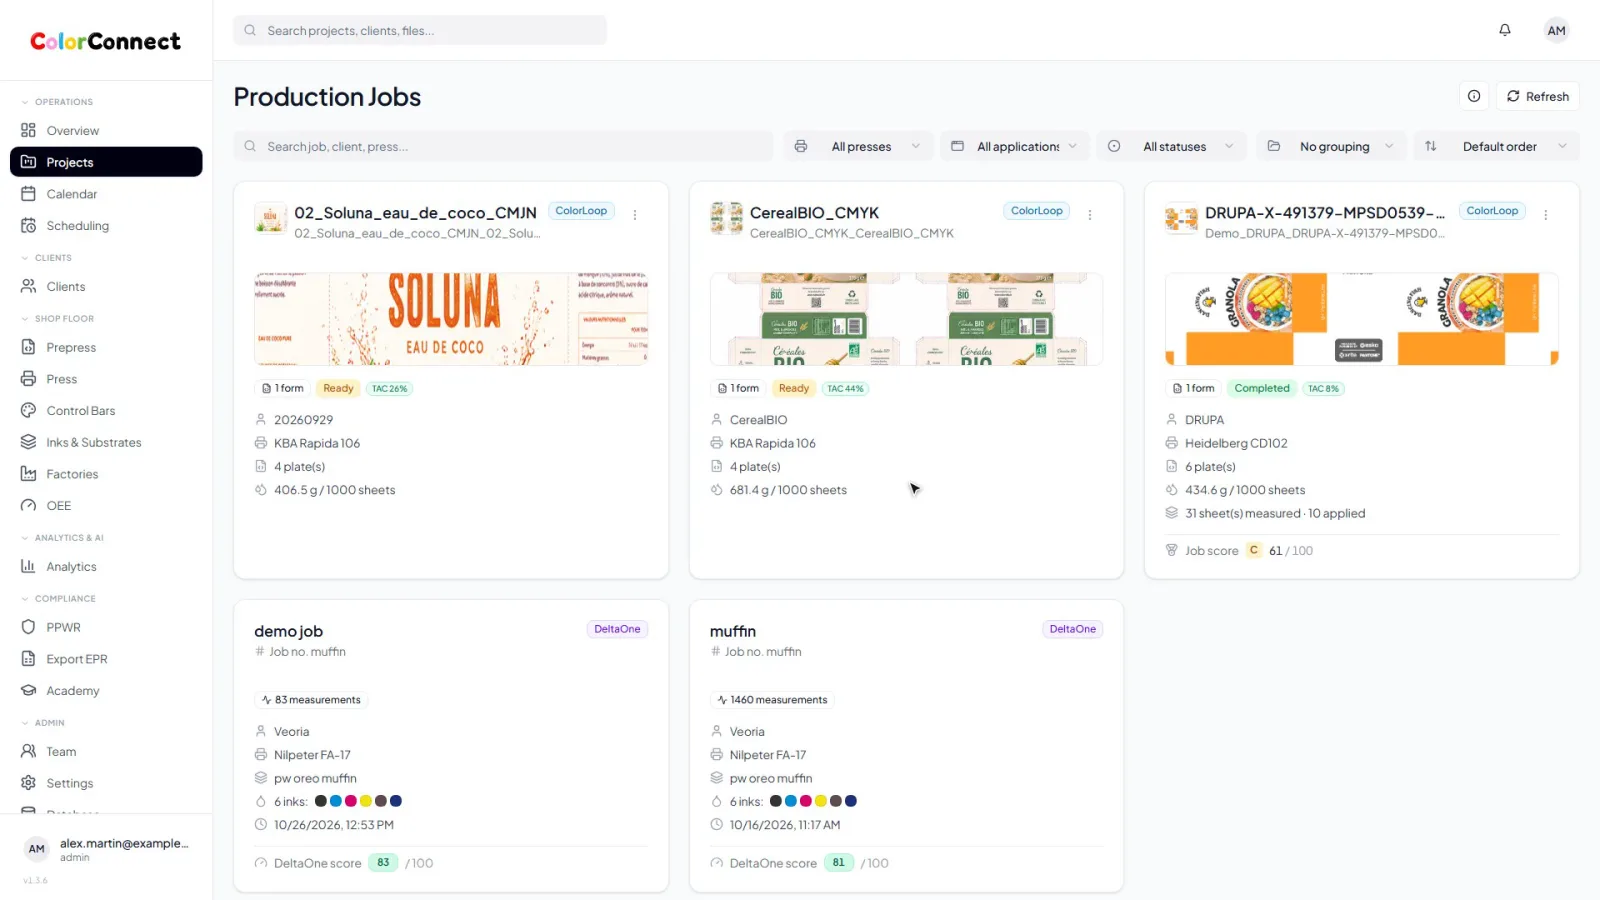 ColorConnect
Search projects, clients, files...
AM
OPERATIONS
Overview
Projects
Calendar
Scheduling
CLIENTS
Clients
SHOP FLOOR
Prepress
Press
Control Bars
Inks & Substrates
Factories
OEE
ANALYTICS & AI
Analytics
COMPLIANCE
PPWR
Export EPR
Academy
ADMIN
Team
Settings
AM
alex.martin@example...
admin
v1.3.6
Production Jobs
Refresh
Search job, client, press...
All presses
All applications
All statuses
No grouping
Default order
02_Soluna_eau_de_coco_CMJN
ColorLoop
02_Soluna_eau_de_coco_CMJN_02_Solu...
SOLUNA
EAU DE COCO
1 form
Ready
TAC 26%
20260929
KBA Rapida 106
4 plate(s)
406.5 g / 1000 sheets
CerealBIO_CMYK
ColorLoop
CerealBIO_CMYK_CerealBIO_CMYK
BIO
BIO
Céréales BIO
Céréales BIO
1 form
Ready
TAC 44%
CerealBIO
KBA Rapida 106
4 plate(s)
681.4 g / 1000 sheets
DRUPA-X-491379-MPSD0539-...
ColorLoop
Demo_DRUPA_DRUPA-X-491379-MPSD0...
GRANOLA
GRANOLA
1 form
Completed
TAC 8%
DRUPA
Heidelberg CD102
6 plate(s)
434.6 g / 1000 sheets
31 sheet(s) measured · 10 applied
Job score C 61 / 100
demo job
DeltaOne
# Job no. muffin
83 measurements
Veoria
Nilpeter FA-17
pw oreo muffin
6 inks:
10/26/2026, 12:53 PM
DeltaOne score 83 / 100
muffin
DeltaOne
# Job no. muffin
1460 measurements
Veoria
Nilpeter FA-17
pw oreo muffin
6 inks:
10/16/2026, 11:17 AM
DeltaOne score 81 / 100